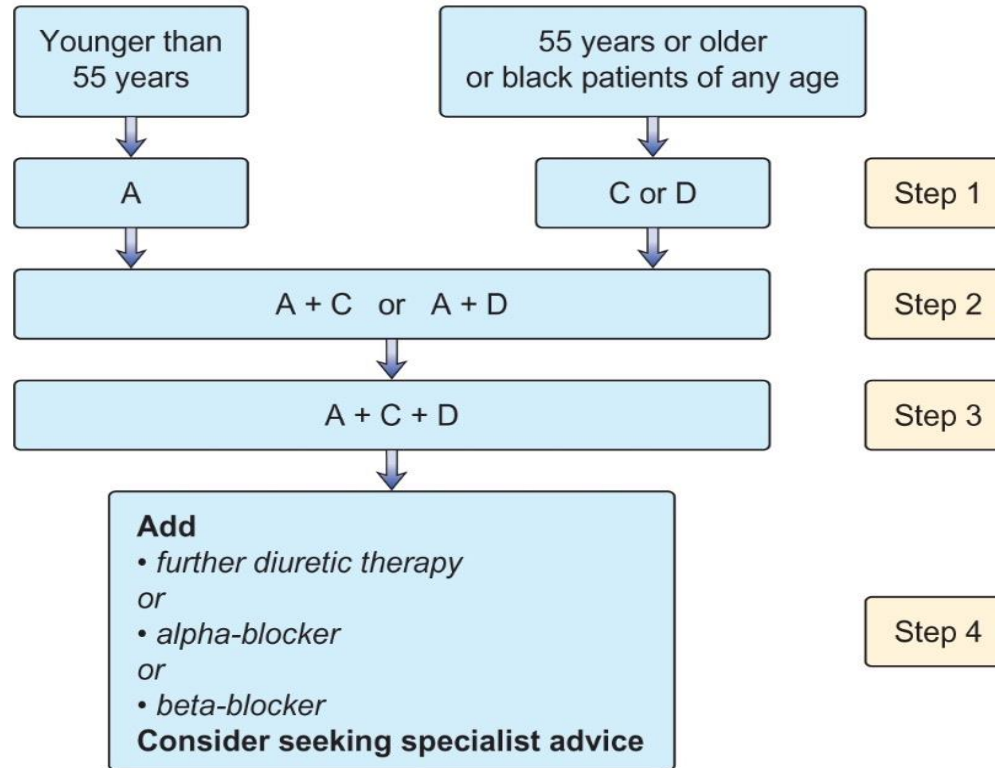 Younger than
55 years
55 years or older
or black patients of any age
A
C or D
Step 1
A + C or A + D
Step 2
A + C + D
Step 3
Add
• further diuretic therapy
or
• alpha-blocker
or
• beta-blocker
Consider seeking specialist advice
Step 4